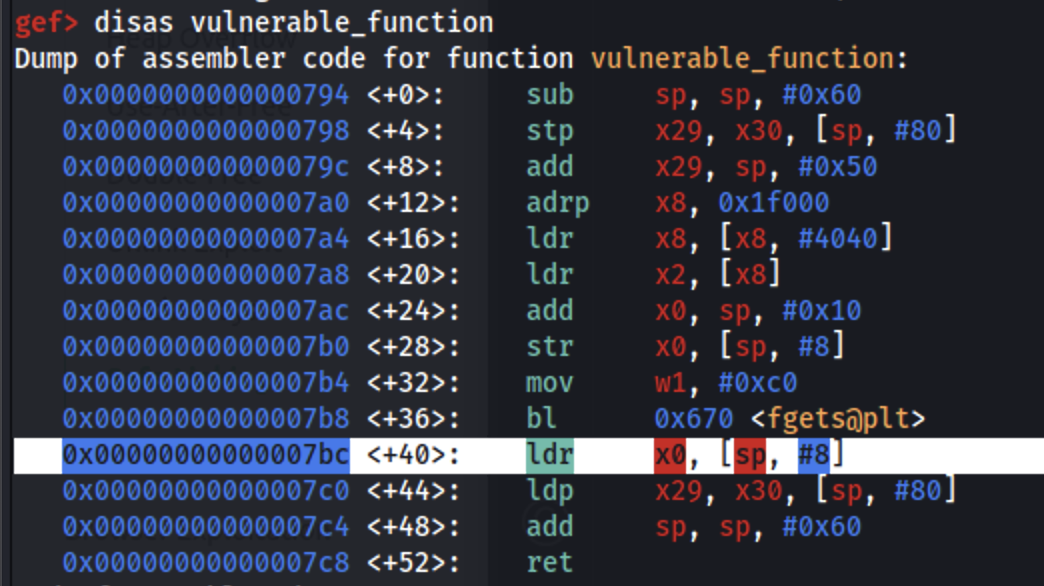 gef> disas vulnerable_function
Dump of assembler code for function vulnerable_function:
0x0000000000000794 <+0>: sub sp, sp, #0x60
0x0000000000000798 <+4>: stp x29, x30, [sp, #80]
0x000000000000079c <+8>: add x29, sp, #0x50
0x00000000000007a0 <+12>: adrp x8, 0x1f000
0x00000000000007a4 <+16>: ldr x8, [x8, #4040]
0x00000000000007a8 <+20>: ldr x2, [x8]
0x00000000000007ac <+24>: add x0, sp, #0x10
0x00000000000007b0 <+28>: str x0, [sp, #8]
0x00000000000007b4 <+32>: mov w1, #0xc0
0x00000000000007b8 <+36>: bl 0x670 <fgets@plt>
0x00000000000007bc <+40>: ldr x0, [sp, #8]
0x00000000000007c0 <+44>: ldp x29, x30, [sp, #80]
0x00000000000007c4 <+48>: add sp, sp, #0x60
0x00000000000007c8 <+52>: ret